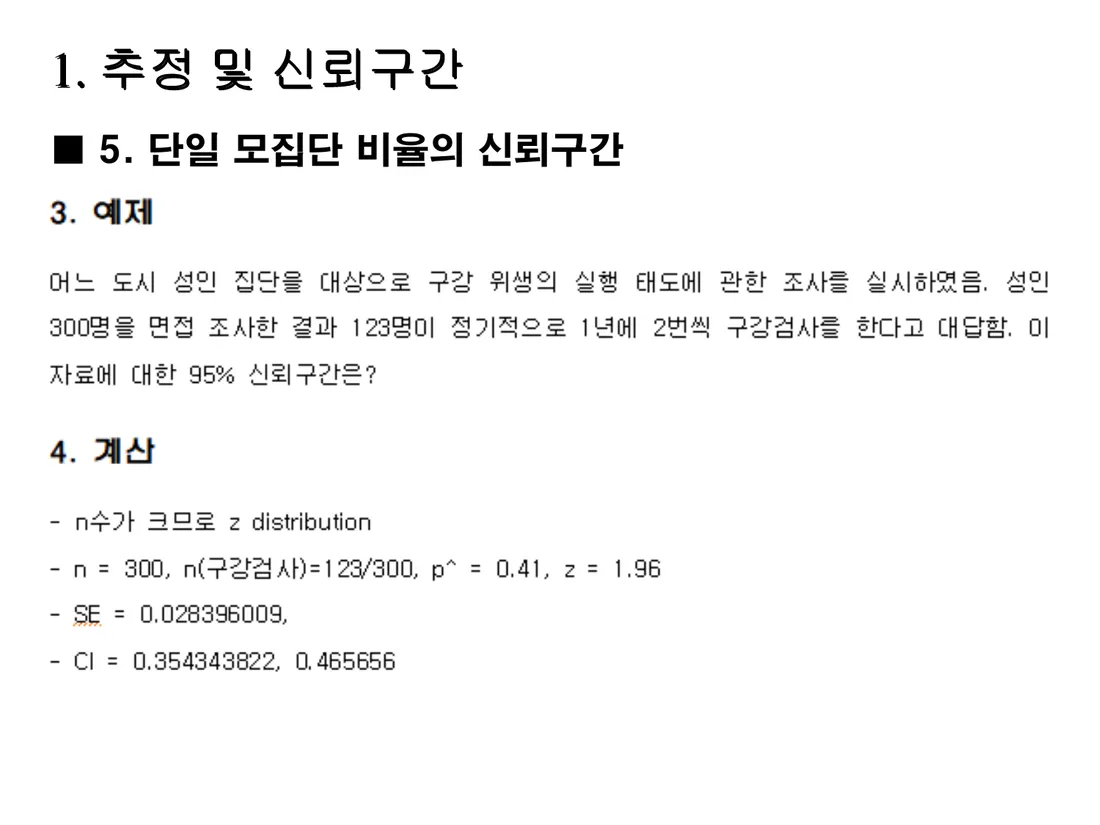 1. 추정 및 신뢰구간
■ 5. 단일 모집단 비율의 신뢰구간
3. 예제
어느 도시 성인 집단을 대상으로 구강 위생의 실행 태도에 관한 조사를 실시하였음. 성인
300명을 면접 조사한 결과 123명이 정기적으로 1년에 2번씩 구강검사를 한다고 대답함. 이
자료에 대한 95% 신뢰구간은?
4. 계산
- n수가 크므로 z distribution
- n = 300, n(구강검사)=123/300, p^ = 0.41, z = 1.96
- SE = 0.028396009,
- CI = 0.354343822, 0.465656